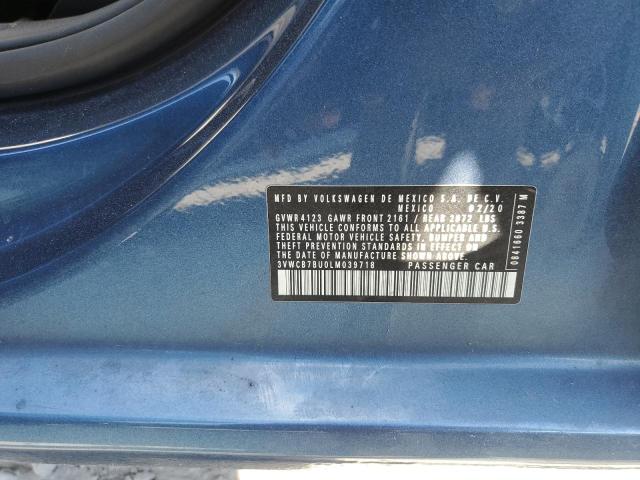 MFD BY VOLKSWAGEN DE MEXICO S.A. DE C.V.
MEXICO 02/20
GVWR 4123 GAWR FRONT 2161 / REAR 2072 LBS
THIS VEHICLE CONFORMS TO ALL APPLICABLE U.S.
FEDERAL MOTOR VEHICLE SAFETY, BUMPER AND
THEFT PREVENTION STANDARDS IN EFFECT ON
THE DATE OF MANUFACTURE SHOWN ABOVE.
3VWCB7BU0LM039718 PASSENGER CAR
0841660 3387 M